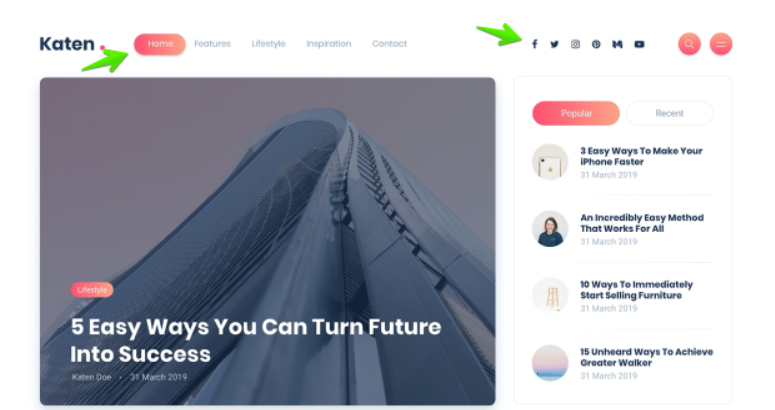 Katen.
Home Features Lifestyle Inspiration Contact
Popular Recent
3 Easy Ways To Make Your
iPhone Faster
31 March 2019
An Incredibly Easy Method
That Works For All
31 March 2019
10 Ways To Immediately
Start Selling Furniture
31 March 2019
15 Unheard Ways To Achieve
Greater Walker
31 March 2019
Lifestyle
5 Easy Ways You Can Turn Future
Into Success
Katen Doe • 31 March 2019